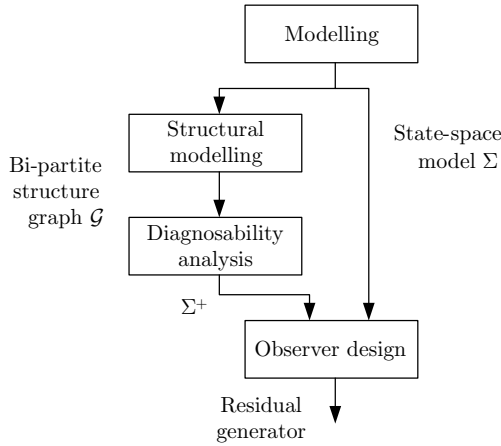 Modelling
Structural
modelling
State-space
model Σ
Bi-partite
structure
graph 𝒢
Diagnosability
analysis
Σ⁺
Observer design
Residual
generator